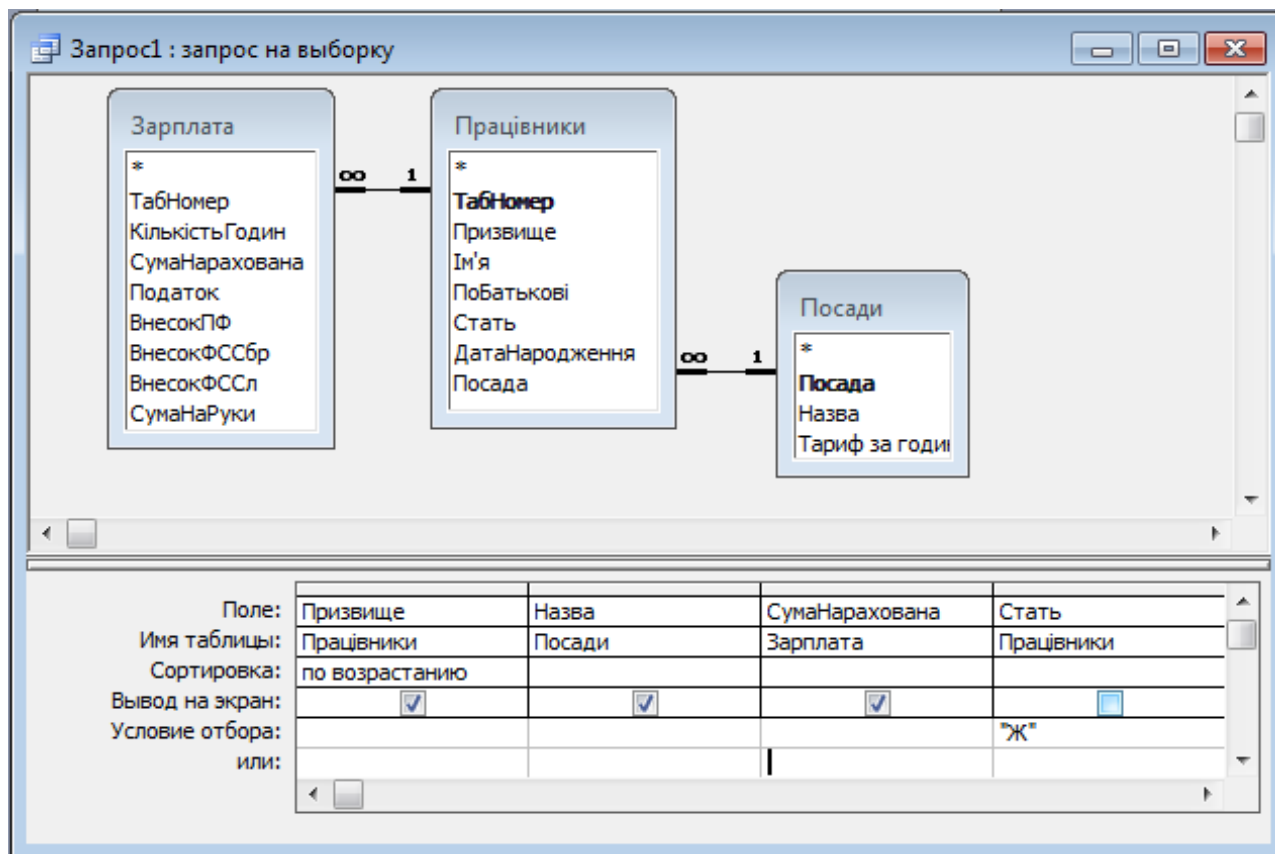 Запрос1 : запрос на выборку
Зарплата
*
ТабНомер
КількістьГодин
СумаНарахована
Податок
ВнесокПФ
ВнесокФССбр
ВнесокФССл
СумаНаРуки
∞ 1
Працівники
*
ТабНомер
Призвище
Ім'я
ПоБатькові
Стать
ДатаНародження
Посада
∞ 1
Посади
*
Посада
Назва
Тариф за годи
Поле: Призвище Назва СумаНарахована Стать
Имя таблицы: Працівники Посади Зарплата Працівники
Сортировка: по возрастанию
Вывод на экран:
Условие отбора: "Ж"
или: